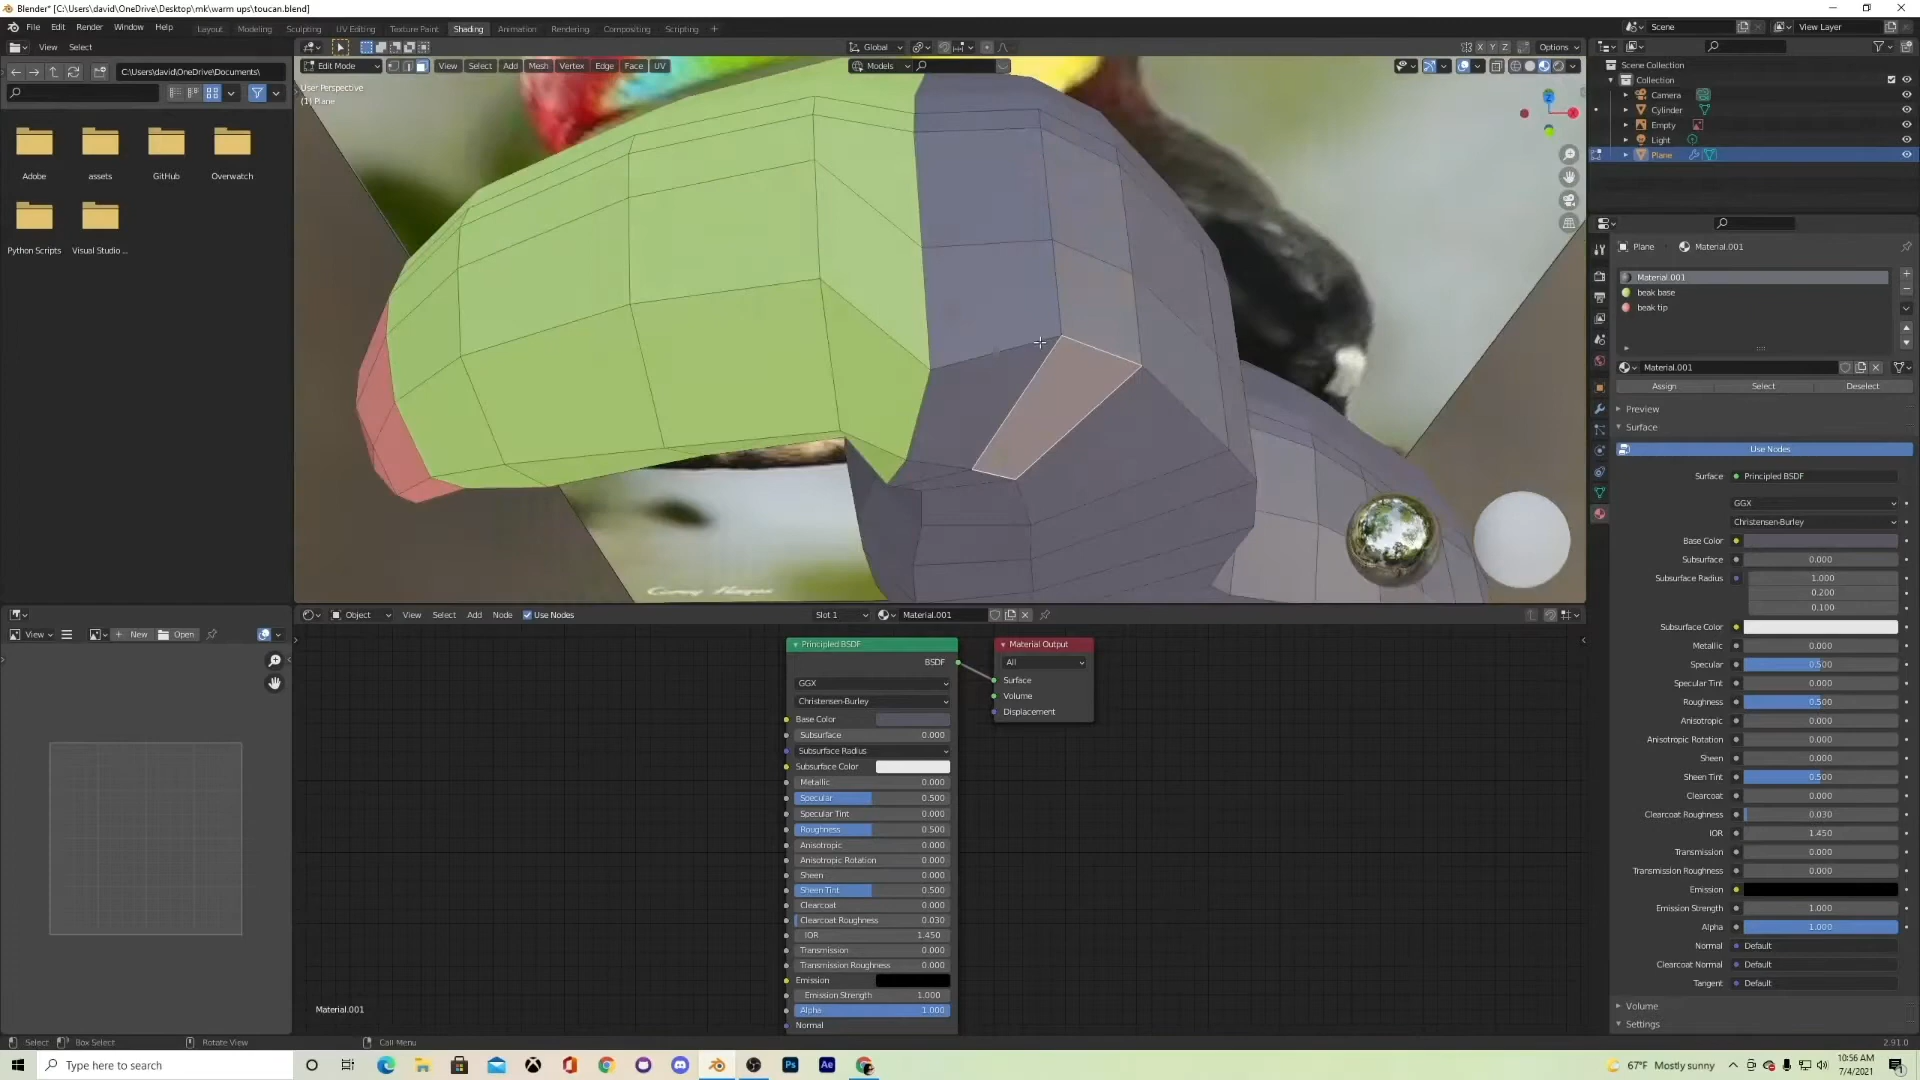 Blender* [C:\Users\david\OneDrive\Desktop\mk\warm ups\toucan.blend]
File Edit Render Window Help
Layout Modeling Sculpting UV Editing Texture Paint Shading Animation Rendering Compositing Scripting +
Scene
View Layer
View Select
Global
X Y Z
Options
C:\Users\david\OneDrive\Documents\
Edit Mode
View Select Add Mesh Vertex Edge Face UV
Models
User Perspective
(1) Plane
Adobe
assets
GitHub
Overwatch
Python Scripts
Visual Studio ...
Z
X
Scene Collection
Collection
Camera
Cylinder
Empty
Light
Plane
Plane
Material.001
Material.001
beak base
beak tip
Material.001
Assign
Select
Deselect
Preview
Surface
Use Nodes
Surface
Principled BSDF
GGX
Christensen-Burley
Base Color
Subsurface 0.000
Subsurface Radius 1.000
0.200
0.100
Subsurface Color
Metallic 0.000
Specular 0.500
Specular Tint 0.000
Roughness 0.500
Anisotropic 0.000
Anisotropic Rotation 0.000
Sheen 0.000
Sheen Tint 0.500
Clearcoat 0.000
Clearcoat Roughness 0.030
IOR 1.450
Transmission 0.000
Transmission Roughness 0.000
Emission
Emission Strength 1.000
Alpha 1.000
Normal Default
Clearcoat Normal Default
Tangent Default
Volume
Settings
View
New
Open
Object
View Select Add Node
Use Nodes
Slot 1
Material.001
Principled BSDF
BSDF
GGX
Christensen-Burley
Base Color
Subsurface 0.000
Subsurface Radius
Subsurface Color
Metallic 0.000
Specular 0.500
Specular Tint 0.000
Roughness 0.500
Anisotropic 0.000
Anisotropic Rotation 0.000
Sheen 0.000
Sheen Tint 0.500
Clearcoat 0.000
Clearcoat Roughness 0.030
IOR 1.450
Transmission 0.000
Transmission Roughness 0.000
Emission
Emission Strength 1.000
Alpha 1.000
Normal
Material Output
All
Surface
Volume
Displacement
Material.001
Select
Box Select
Rotate View
Call Menu
2.91.0
Type here to search
Ps
Ae
67°F Mostly sunny
10:56 AM
7/4/2021